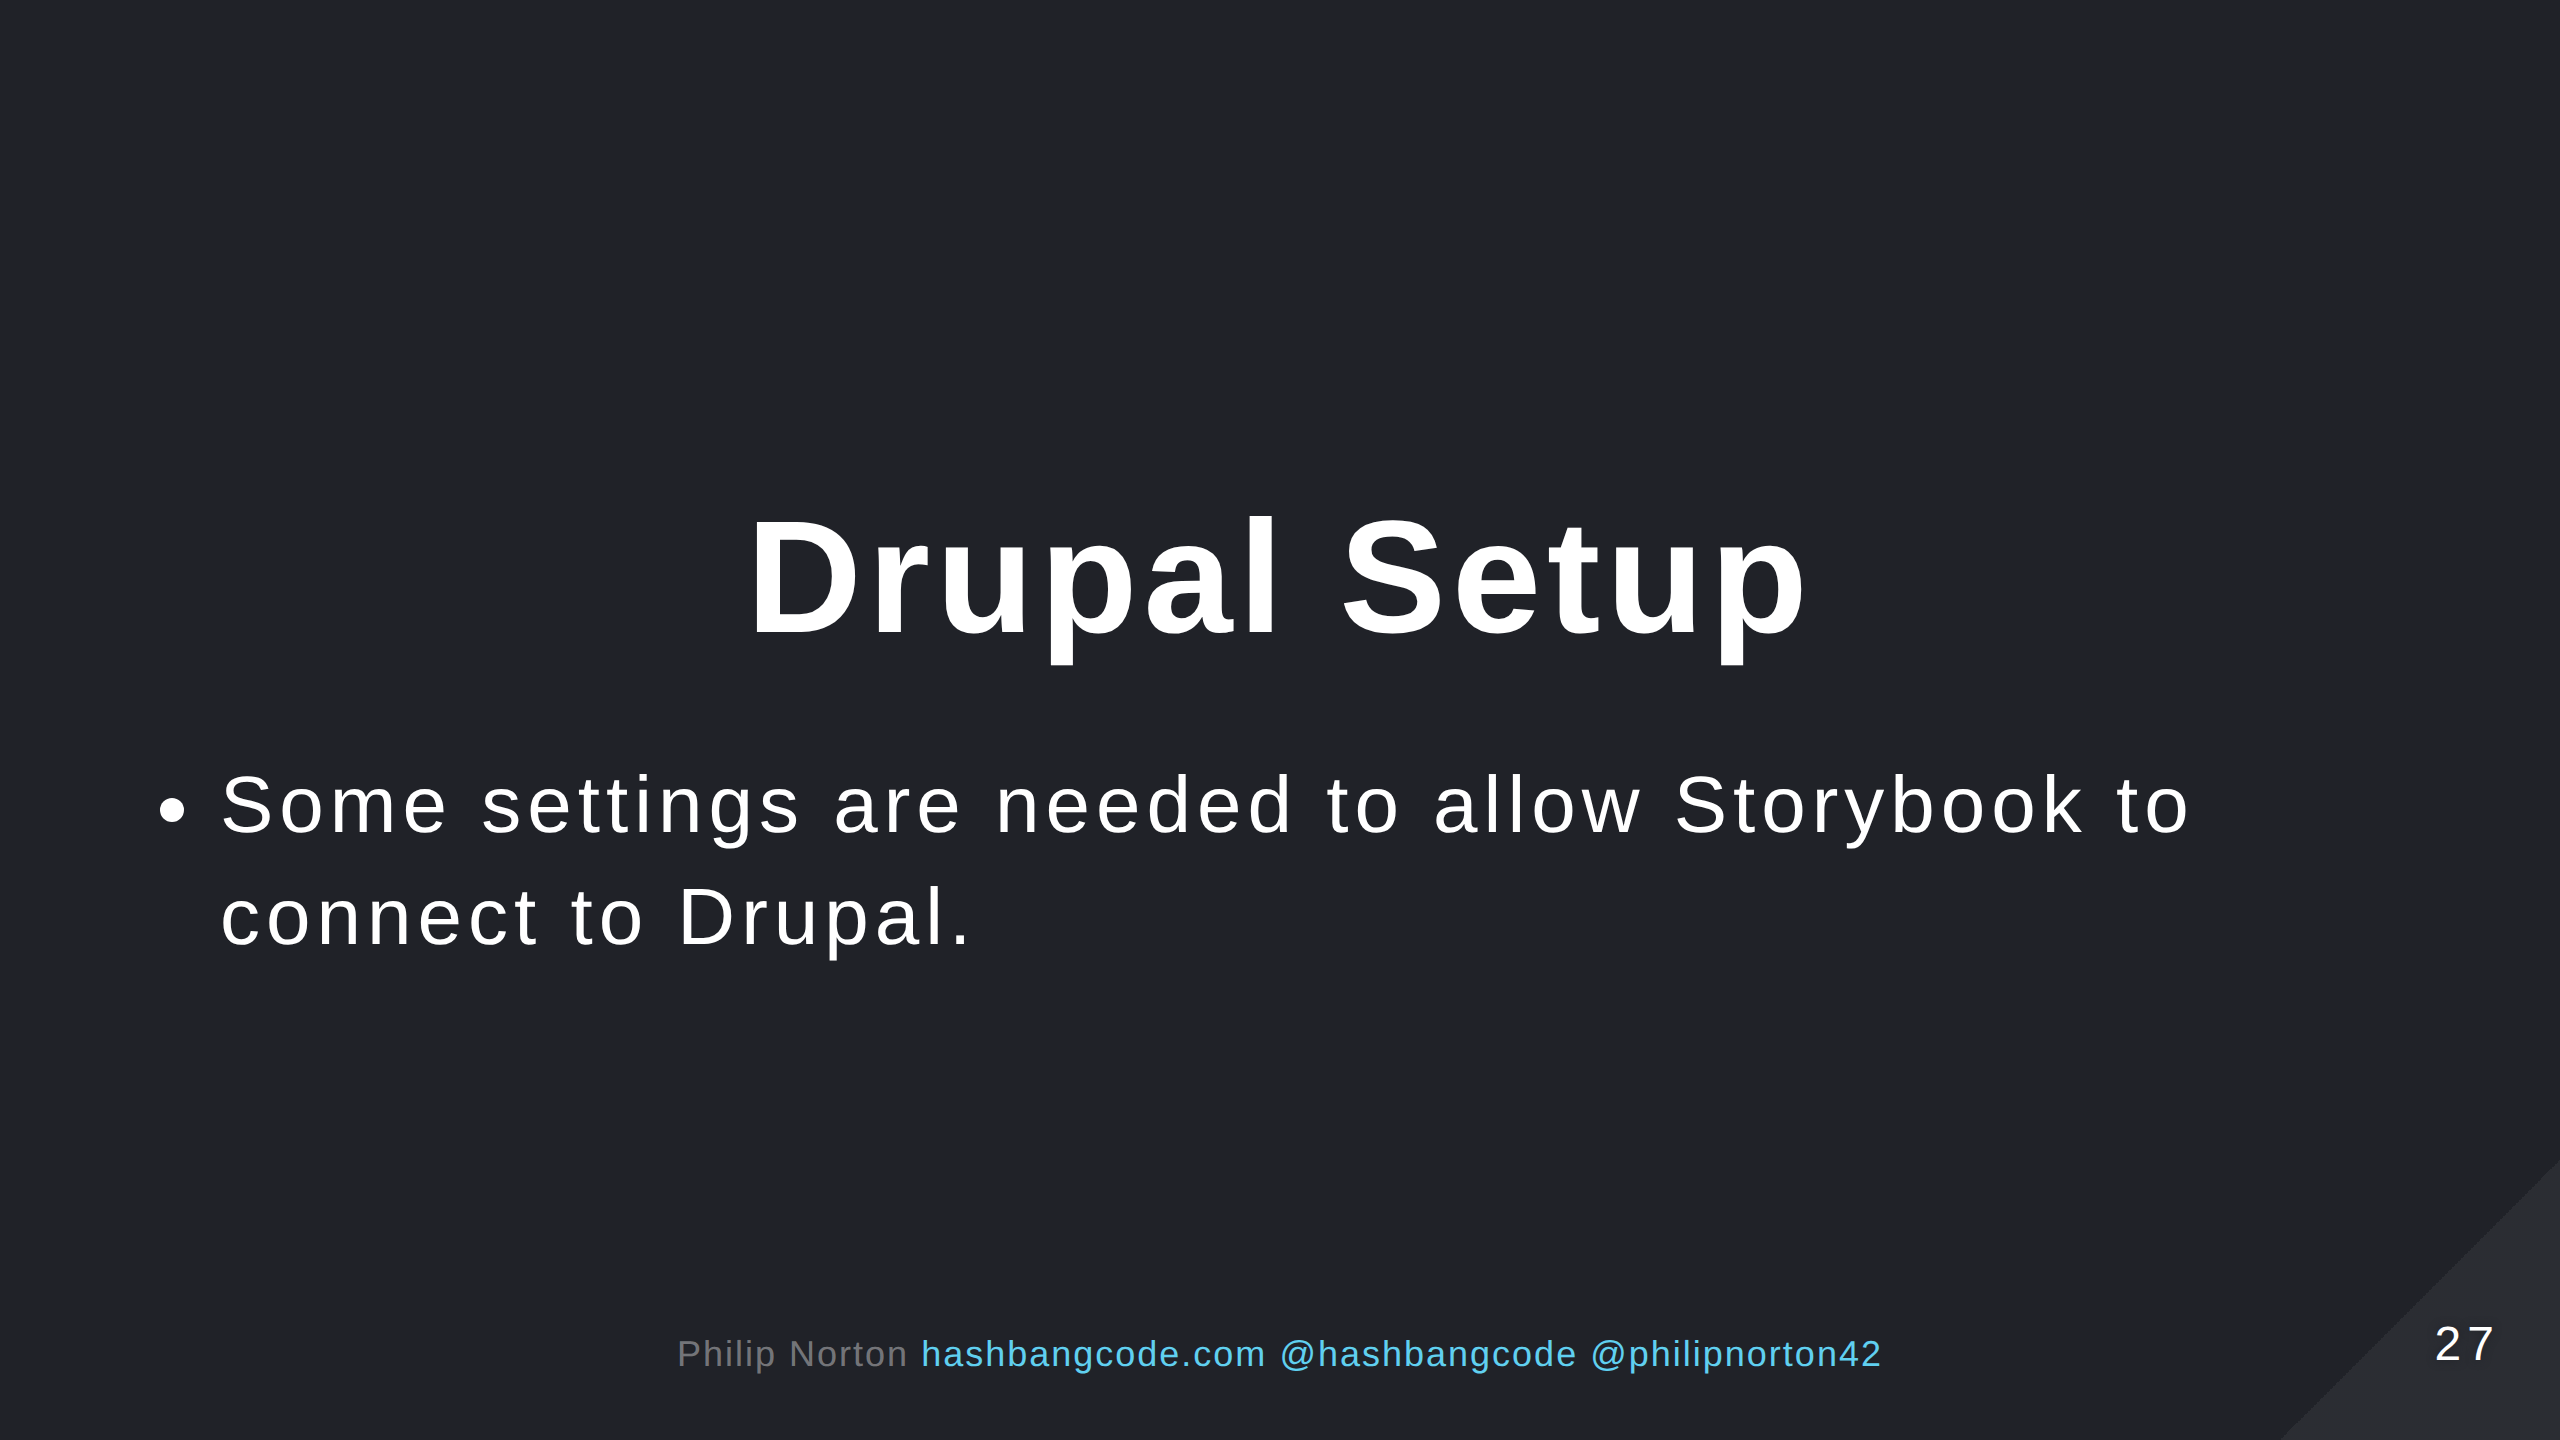 Drupal Setup
• Some settings are needed to allow Storybook to
connect to Drupal.
Philip Norton hashbangcode.com @hashbangcode @philipnorton42
27